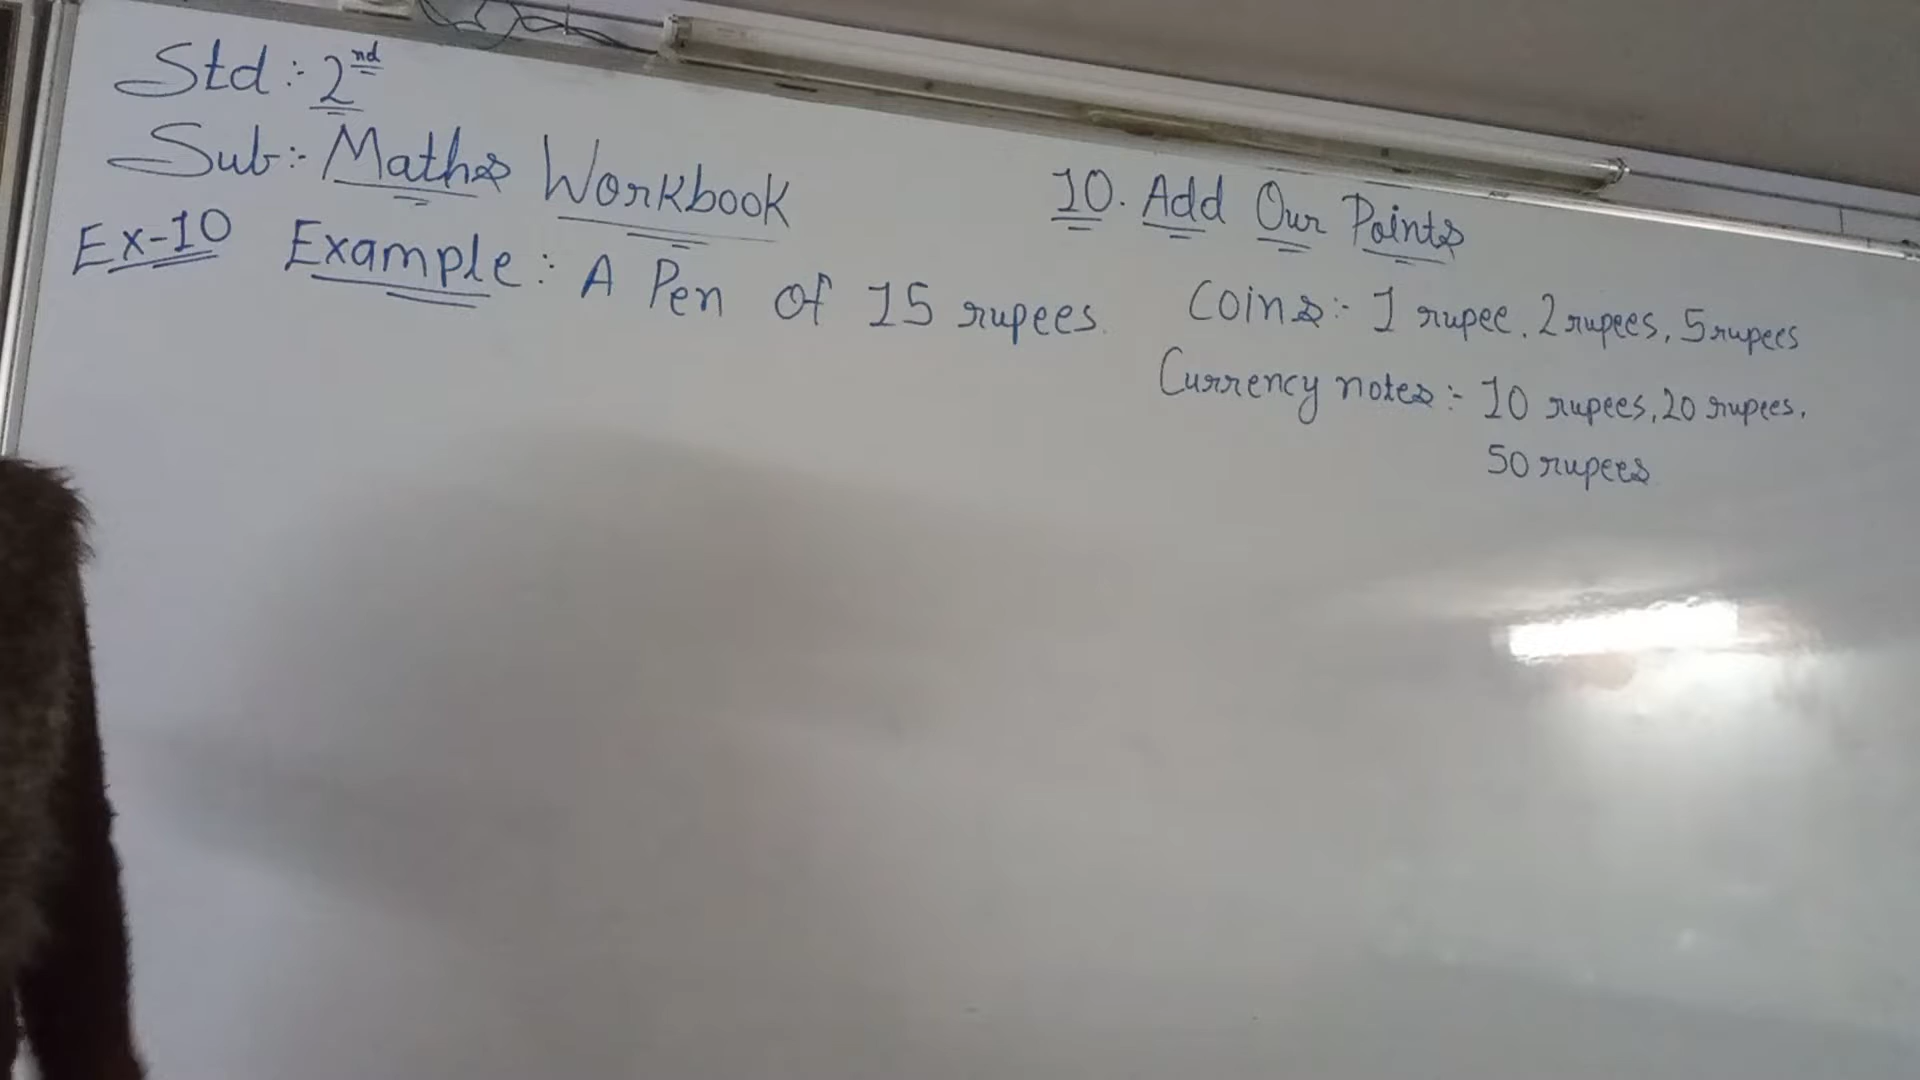 Std :- 2nd
Sub :- Maths Workbook
10. Add Our Points
Ex-10 Example : A Pen of 15 rupees.
Coins :- 1 rupee, 2 rupees, 5 rupees
Currency notes :- 10 rupees, 20 rupees,
50 rupees